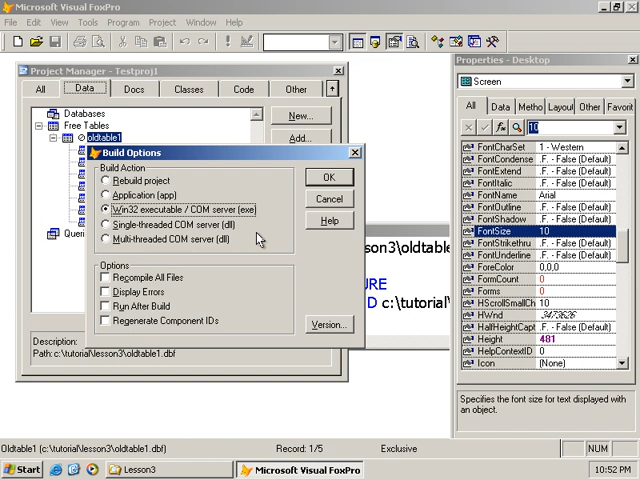 Microsoft Visual FoxPro
File Edit View Tools Program Project Window Help
Project Manager - Testproj1
All Data Docs Classes Code Other
Databases
Free Tables
oldtable1
New...
Add...
Build Options
Build Action
Rebuild project
Application (app)
Win32 executable / COM server (exe)
Single-threaded COM server (dll)
Multi-threaded COM server (dll)
OK
Cancel
Help
Options
Recompile All Files
Display Errors
Run After Build
Regenerate Component IDs
Version...
Description:
Path: c:\tutorial\lesson3\oldtable1.dbf
c:\tutorial
Properties - Desktop
Screen
All Data Metho Layout Other Favorit
10
FontCharSet 1 - Western
FontCondense .F. - False (Default)
FontExtend .F. - False (Default)
FontItalic .F. - False (Default)
FontName Arial
FontOutline .F. - False (Default)
FontShadow .F. - False (Default)
FontSize 10
FontStrikethru .F. - False (Default)
FontUnderline .F. - False (Default)
ForeColor 0,0,0
FormCount 0
Forms 0
HScrollSmallCh 10
HWnd
HalfHeightCapt .F. - False (Default)
Height 481
HelpContextID 0
Icon (None)
Specifies the font size for text displayed with
an object.
Oldtable1 (c:\tutorial\lesson3\oldtable1.dbf) Record: 1/5 Exclusive NUM
Start Lesson3 Microsoft Visual FoxPro 10:52 PM